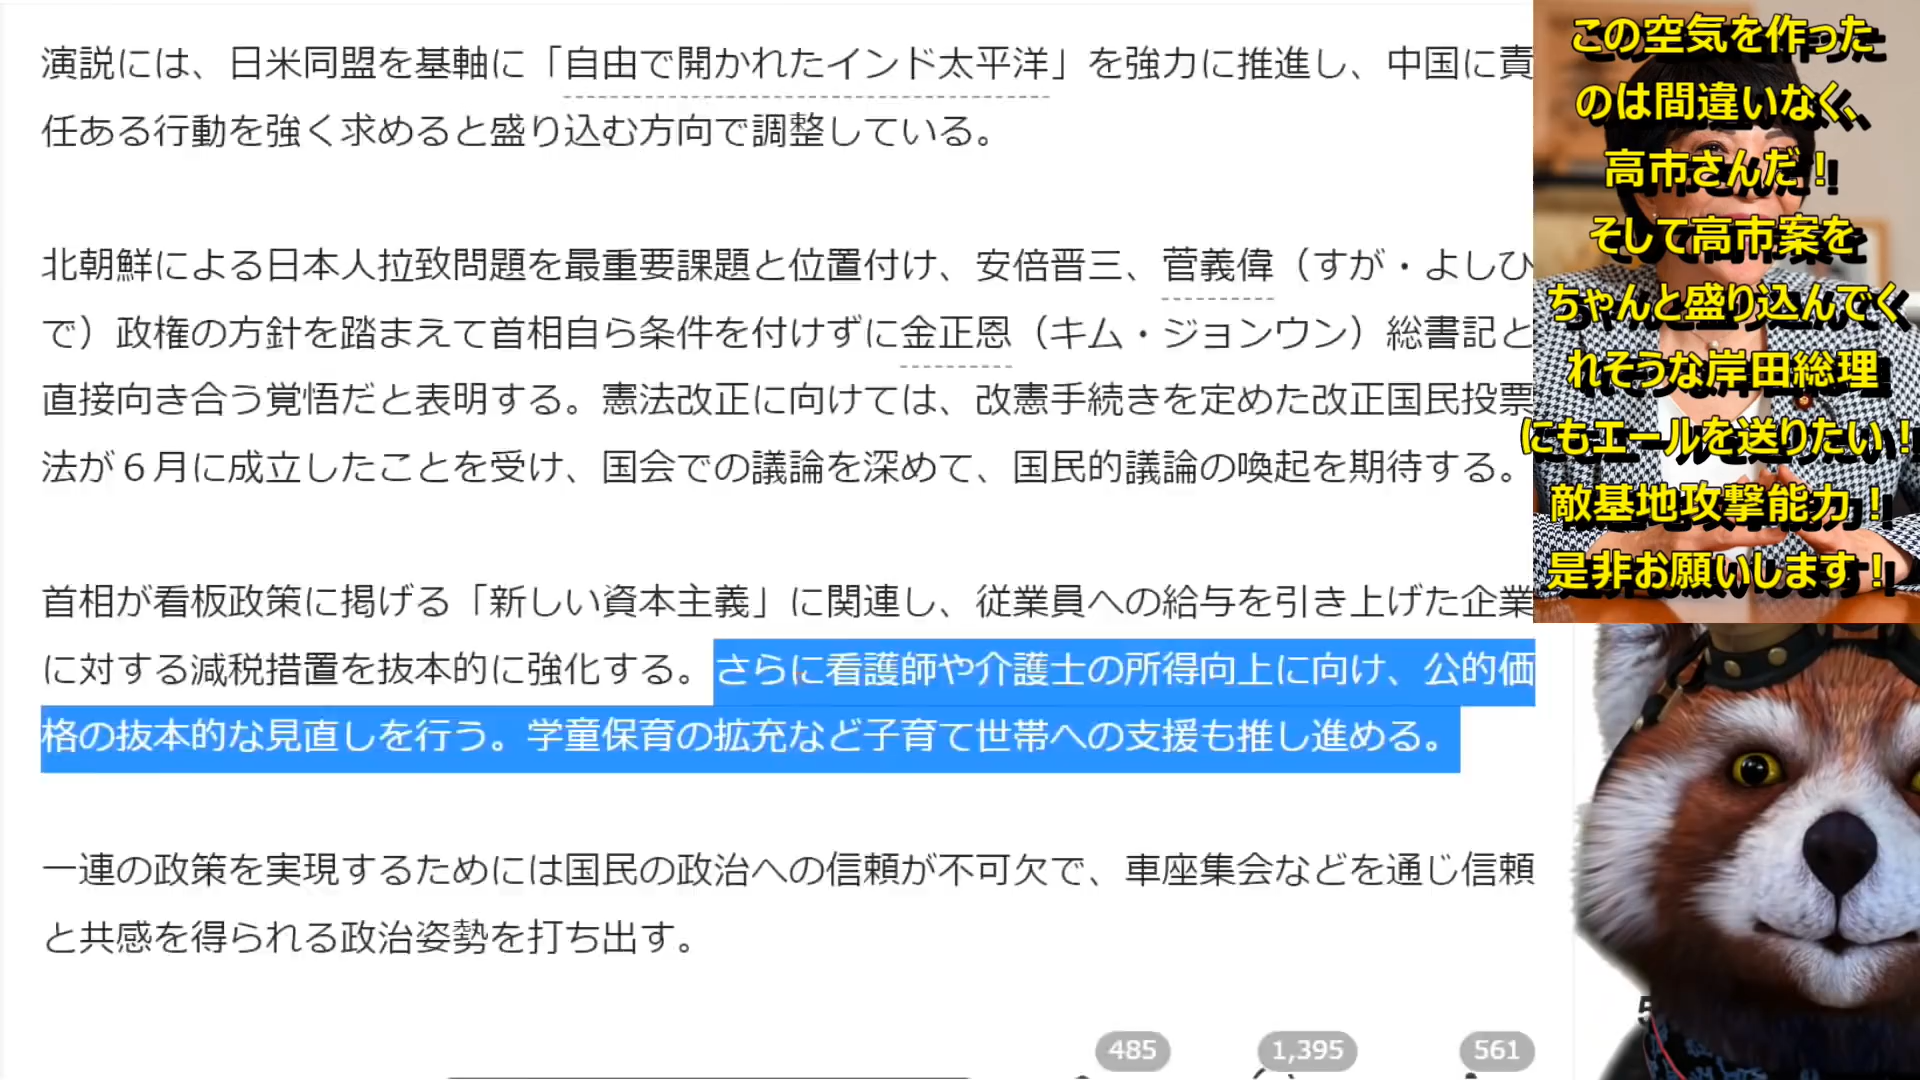 演説には、日米同盟を基軸に「自由で開かれたインド太平洋」を強力に推進し、中国に責
任ある行動を強く求めると盛り込む方向で調整している。
北朝鮮による日本人拉致問題を最重要課題と位置付け、安倍晋三、菅義偉（すが・よしひ
で）政権の方針を踏まえて首相自ら条件を付けずに金正恩（キム・ジョンウン）総書記と
直接向き合う覚悟だと表明する。憲法改正に向けては、改憲手続きを定めた改正国民投票
法が６月に成立したことを受け、国会での議論を深めて、国民的議論の喚起を期待する。
首相が看板政策に掲げる「新しい資本主義」に関連し、従業員への給与を引き上げた企業
に対する減税措置を抜本的に強化する。さらに看護師や介護士の所得向上に向け、公的価
格の抜本的な見直しを行う。学童保育の拡充など子育て世帯への支援も推し進める。
一連の政策を実現するためには国民の政治への信頼が不可欠で、車座集会などを通じ信頼
と共感を得られる政治姿勢を打ち出す。
485
1,395
561
この空気を作った
のは間違いなく、
高市さんだ！
そして高市案を
ちゃんと盛り込んでく
れそうな岸田総理
にもエールを送りたい！
敵基地攻撃能力！
是非お願いします！